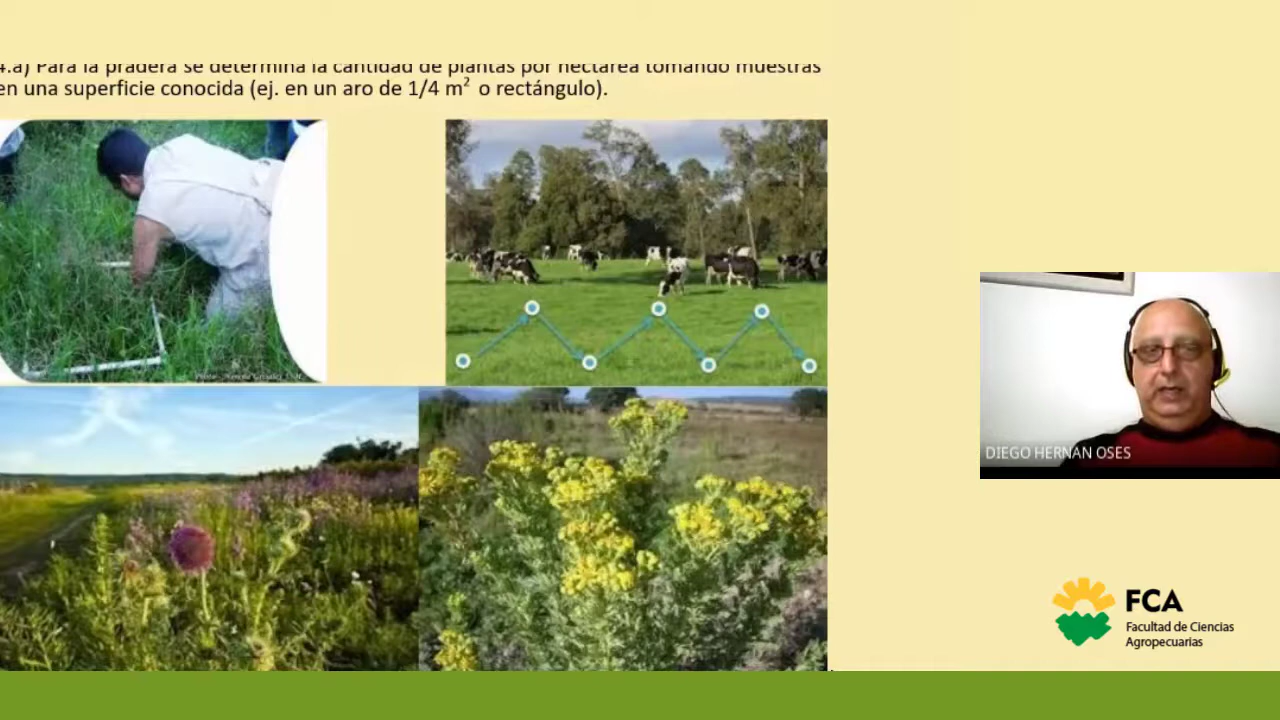 4.a) Para la pradera se determina la cantidad de plantas por hectárea tomando muestras
en una superficie conocida (ej. en un aro de 1/4 m² o rectángulo).
DIEGO HERNAN OSES
FCA
Facultad de Ciencias
Agropecuarias